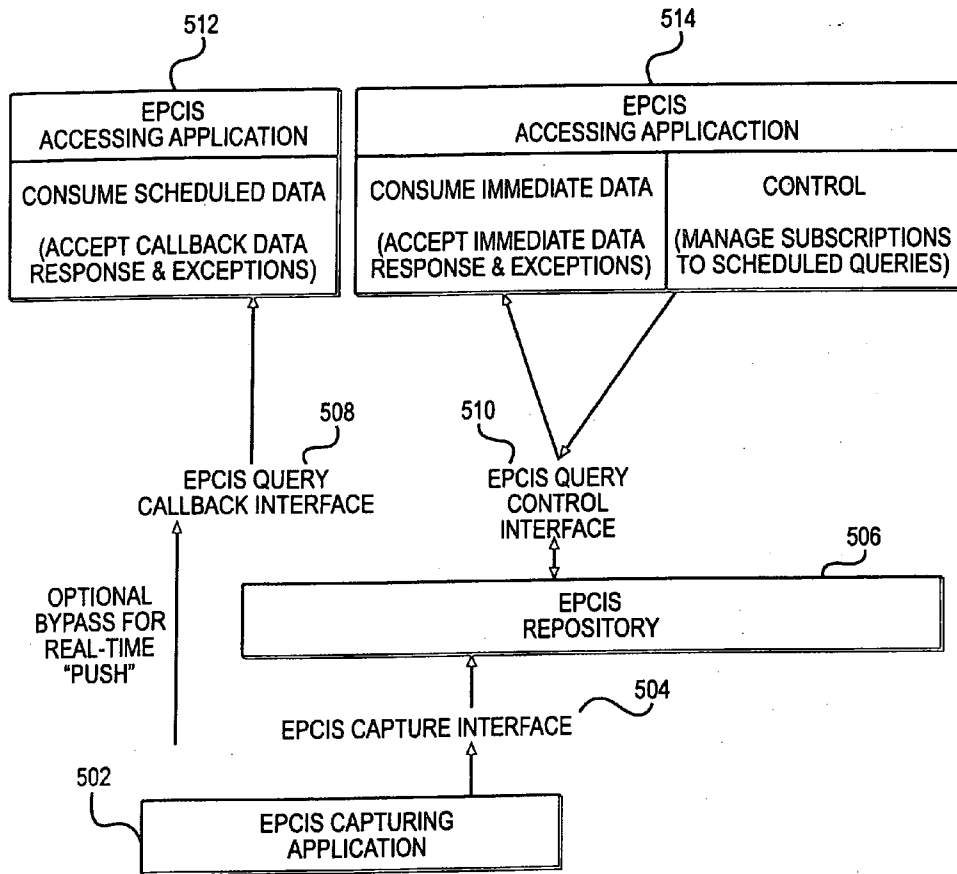 512
514
EPCIS
ACCESSING APPLICATION
CONSUME SCHEDULED DATA
(ACCEPT CALLBACK DATA
RESPONSE & EXCEPTIONS)
EPCIS
ACCESSING APPLICACTION
CONSUME IMMEDIATE DATA
(ACCEPT IMMEDIATE DATA
RESPONSE & EXCEPTIONS)
CONTROL
(MANAGE SUBSCRIPTIONS
TO SCHEDULED QUERIES)
508
EPCIS QUERY
CALLBACK INTERFACE
510
EPCIS QUERY
CONTROL
INTERFACE
506
OPTIONAL
BYPASS FOR
REAL-TIME
"PUSH"
EPCIS
REPOSITORY
EPCIS CAPTURE INTERFACE
504
502
EPCIS CAPTURING
APPLICATION